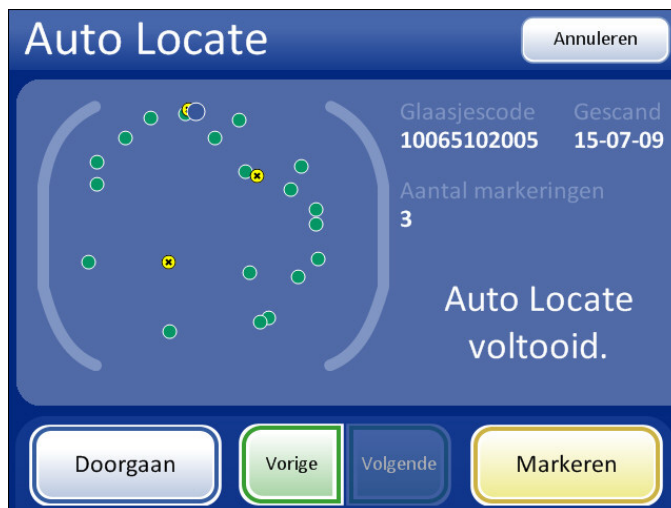 Auto Locate
Annuleren
Glaasjescode Gescand
10065102005 15-07-09
Aantal markeringen
3
Auto Locate
voltooid.
Doorgaan Vorige Volgende Markeren